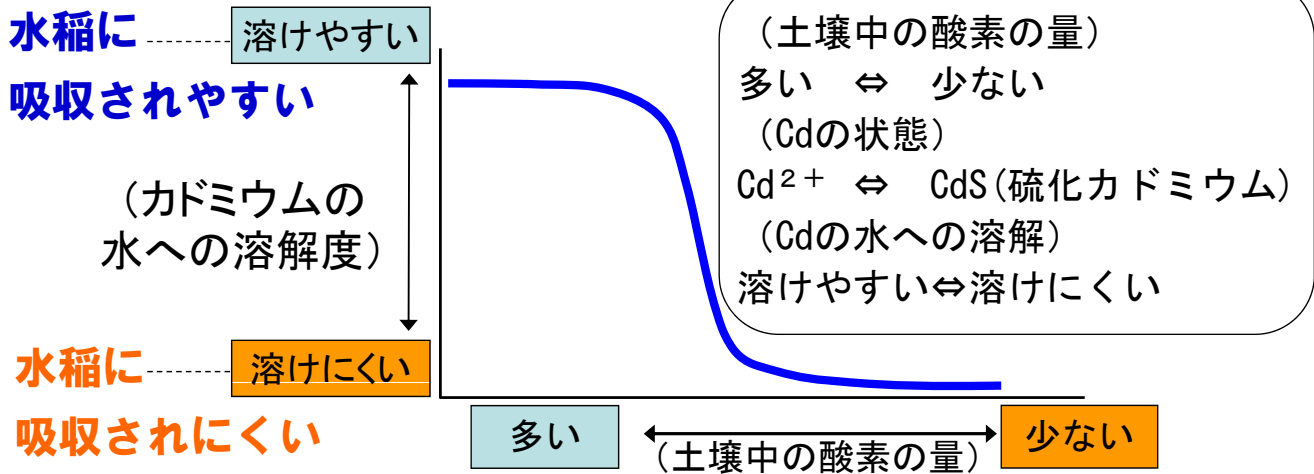 水稲に
溶けやすい
吸収されやすい
(カドミウムの
水への溶解度)
水稲に
溶けにくい
吸収されにくい
多い
(土壌中の酸素の量)
少ない
(土壌中の酸素の量)
多い ⇔ 少ない
(Cdの状態)
Cd²⁺ ⇔ CdS(硫化カドミウム)
(Cdの水への溶解)
溶けやすい⇔溶けにくい